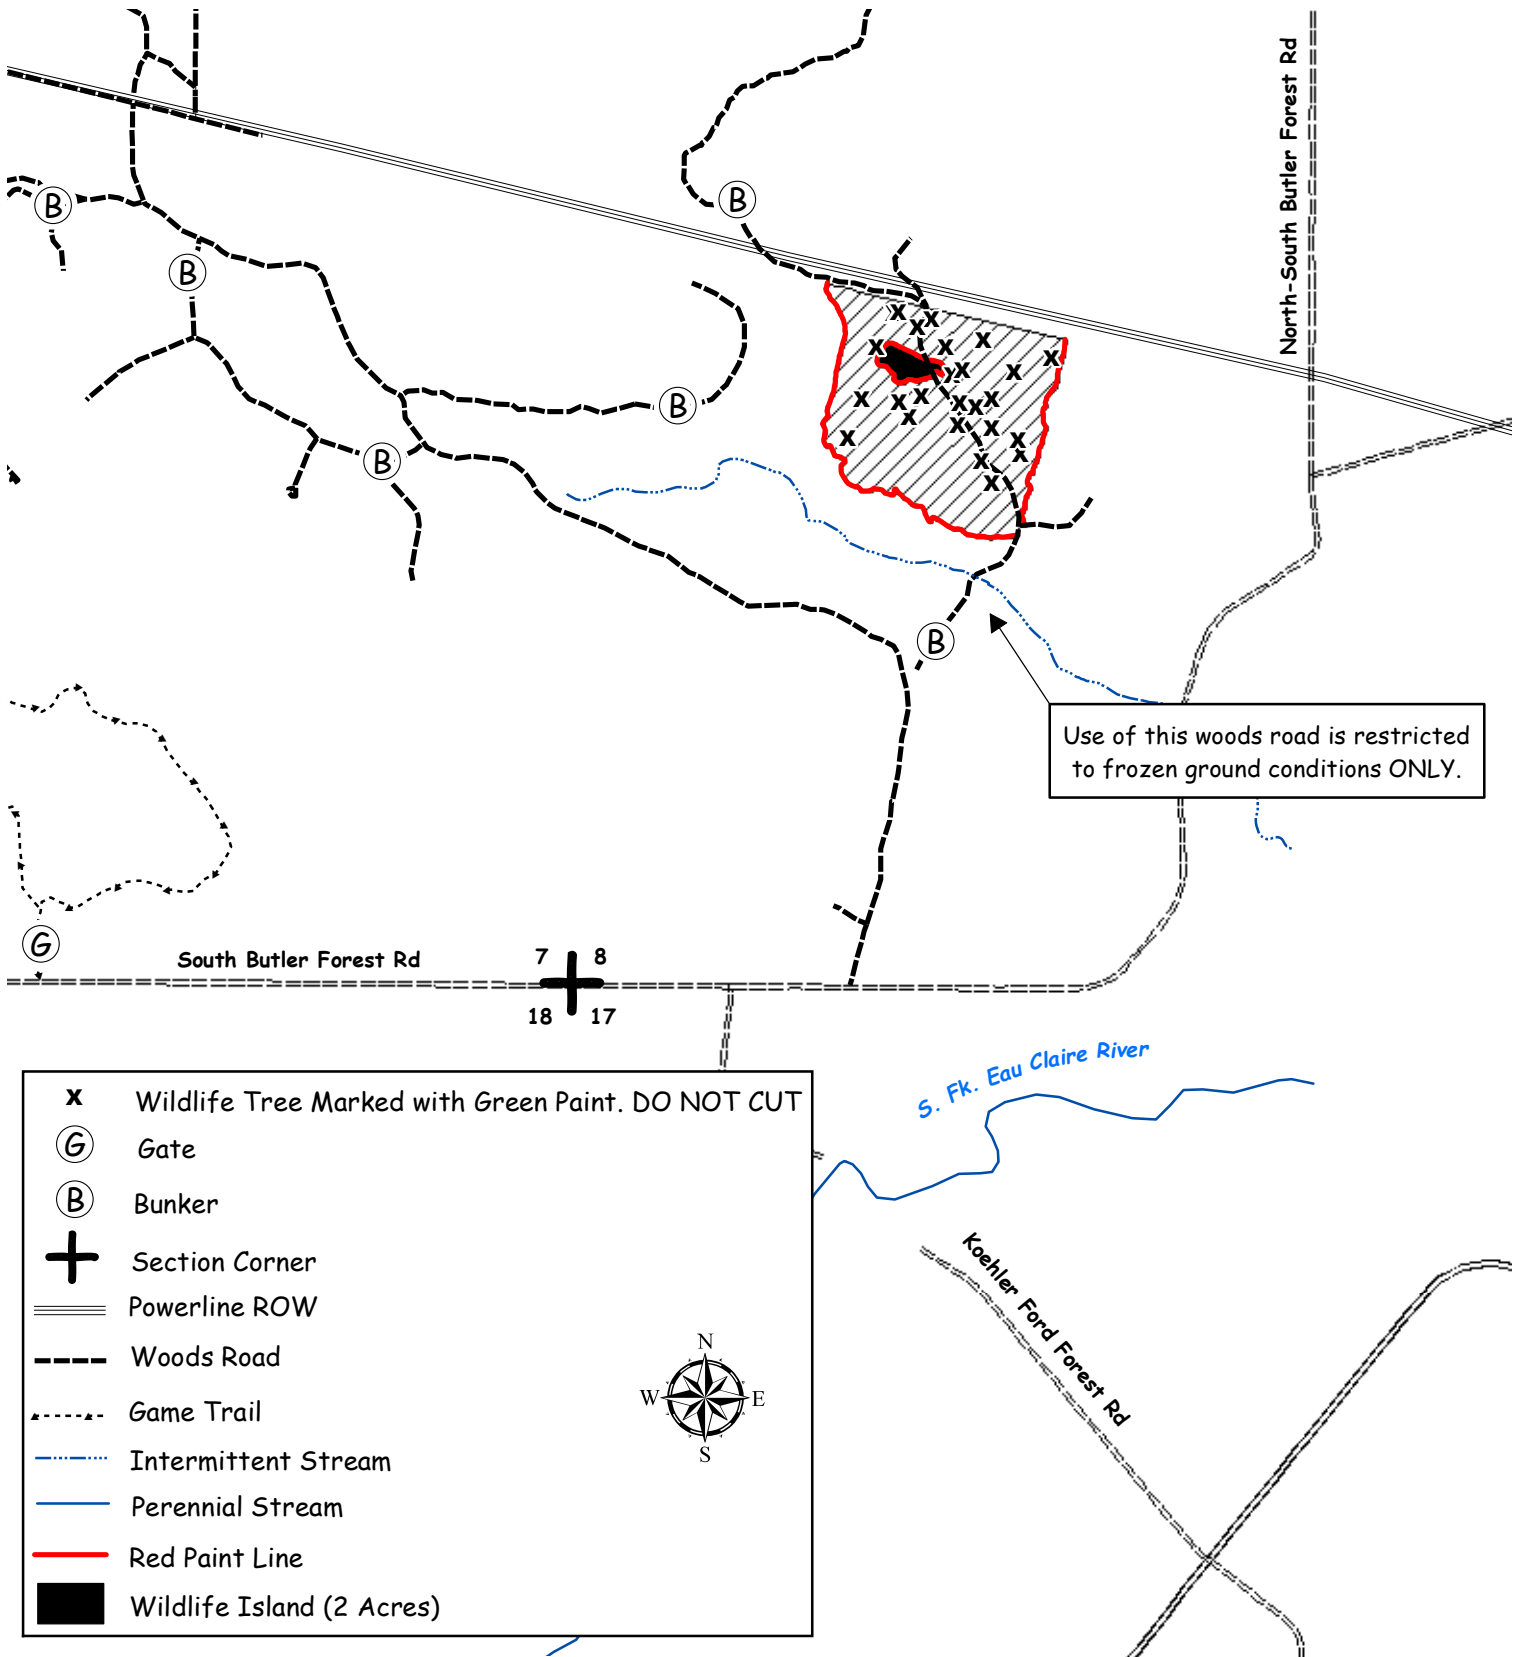 North-South Butler Forest Rd
B
B
B
B
B
B
Use of this woods road is restricted
to frozen ground conditions ONLY.
G
South Butler Forest Rd
7 8
18 17
S. Fk. Eau Claire River
Koehler Ford Forest Rd
x Wildlife Tree Marked with Green Paint. DO NOT CUT
G Gate
B Bunker
Section Corner
Powerline ROW
Woods Road
Game Trail
Intermittent Stream
Perennial Stream
Red Paint Line
Wildlife Island (2 Acres)
N
W E
S